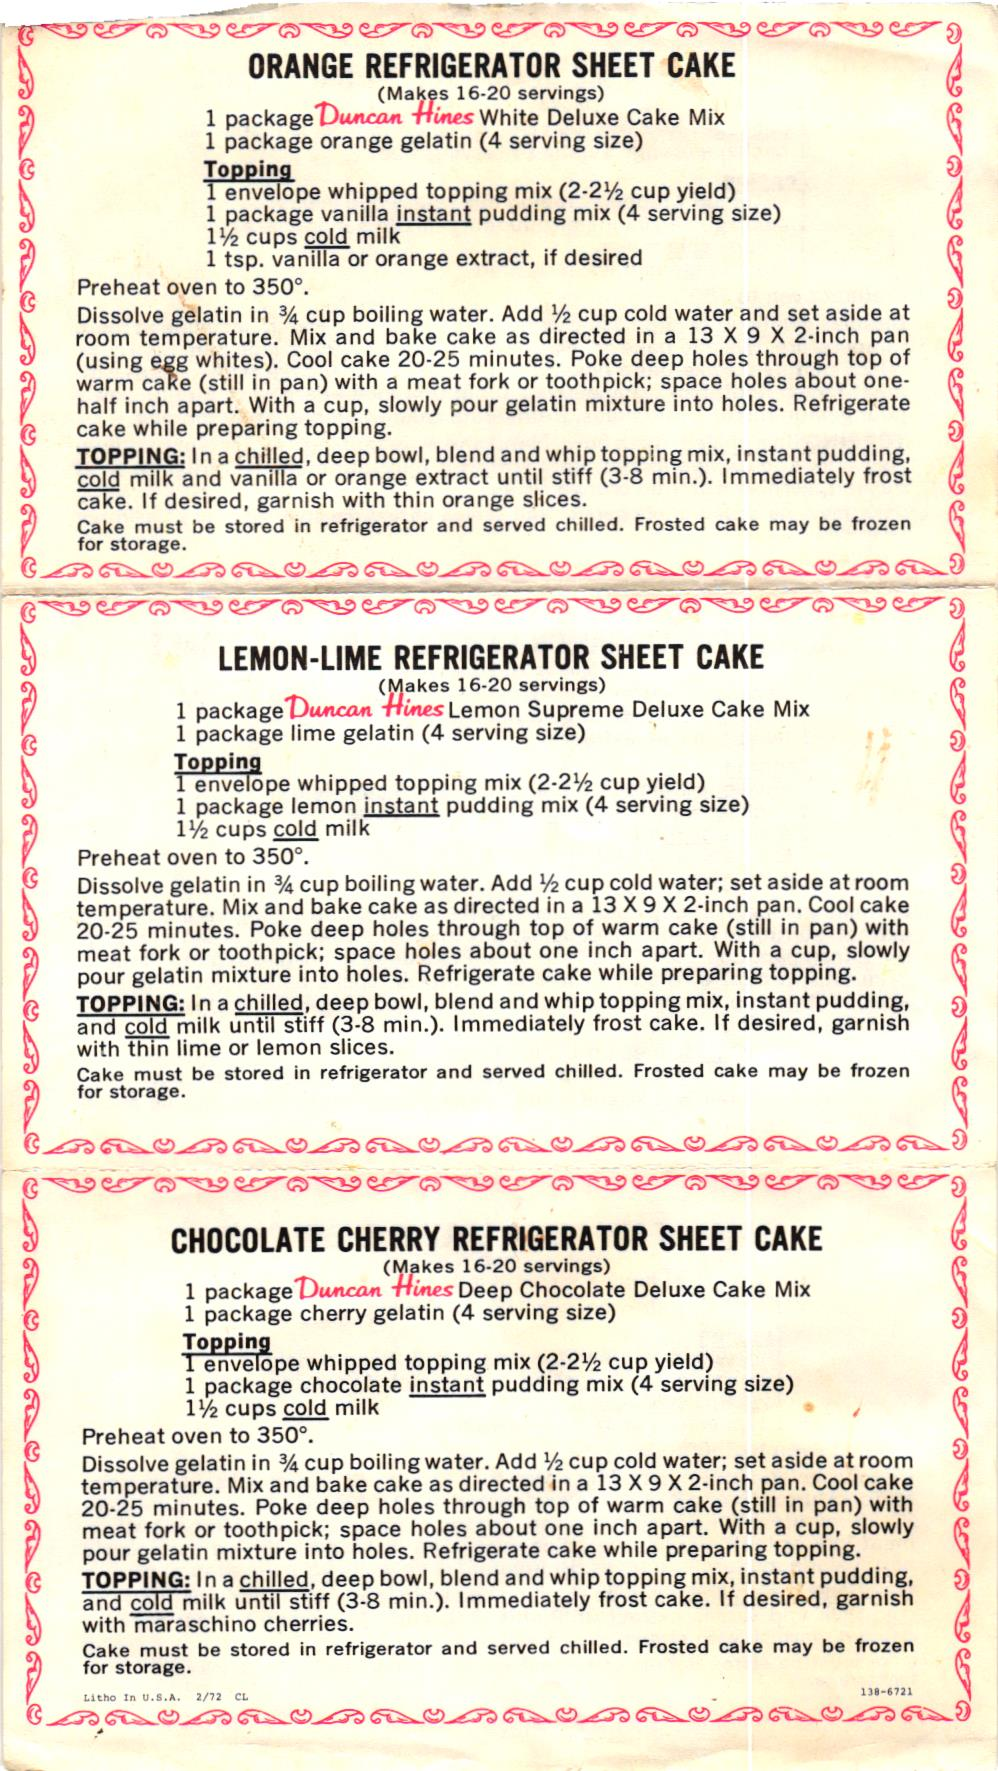 ORANGE REFRIGERATOR SHEET CAKE
(Makes 16-20 servings)
1 package Duncan Hines White Deluxe Cake Mix
1 package orange gelatin (4 serving size)
Topping
1 envelope whipped topping mix (2-2½ cup yield)
1 package vanilla instant pudding mix (4 serving size)
1½ cups cold milk
1 tsp. vanilla or orange extract, if desired
Preheat oven to 350°.
Dissolve gelatin in ¾ cup boiling water. Add ½ cup cold water and set aside at
room temperature. Mix and bake cake as directed in a 13 X 9 X 2-inch pan
(using egg whites). Cool cake 20-25 minutes. Poke deep holes through top of
warm cake (still in pan) with a meat fork or toothpick; space holes about one-
half inch apart. With a cup, slowly pour gelatin mixture into holes. Refrigerate
cake while preparing topping.
TOPPING: In a chilled, deep bowl, blend and whip topping mix, instant pudding,
cold milk and vanilla or orange extract until stiff (3-8 min.). Immediately frost
cake. If desired, garnish with thin orange slices.
Cake must be stored in refrigerator and served chilled. Frosted cake may be frozen
for storage.
LEMON-LIME REFRIGERATOR SHEET CAKE
(Makes 16-20 servings)
1 package Duncan Hines Lemon Supreme Deluxe Cake Mix
1 package lime gelatin (4 serving size)
Topping
1 envelope whipped topping mix (2-2½ cup yield)
1 package lemon instant pudding mix (4 serving size)
1½ cups cold milk
Preheat oven to 350°.
Dissolve gelatin in ¾ cup boiling water. Add ½ cup cold water; set aside at room
temperature. Mix and bake cake as directed in a 13 X 9 X 2-inch pan. Cool cake
20-25 minutes. Poke deep holes through top of warm cake (still in pan) with
meat fork or toothpick; space holes about one inch apart. With a cup, slowly
pour gelatin mixture into holes. Refrigerate cake while preparing topping.
TOPPING: In a chilled, deep bowl, blend and whip topping mix, instant pudding,
and cold milk until stiff (3-8 min.). Immediately frost cake. If desired, garnish
with thin lime or lemon slices.
Cake must be stored in refrigerator and served chilled. Frosted cake may be frozen
for storage.
CHOCOLATE CHERRY REFRIGERATOR SHEET CAKE
(Makes 16-20 servings)
1 package Duncan Hines Deep Chocolate Deluxe Cake Mix
1 package cherry gelatin (4 serving size)
Topping
1 envelope whipped topping mix (2-2½ cup yield)
1 package chocolate instant pudding mix (4 serving size)
1½ cups cold milk
Preheat oven to 350°.
Dissolve gelatin in ¾ cup boiling water. Add ½ cup cold water; set aside at room
temperature. Mix and bake cake as directed in a 13 X 9 X 2-inch pan. Cool cake
20-25 minutes. Poke deep holes through top of warm cake (still in pan) with
meat fork or toothpick; space holes about one inch apart. With a cup, slowly
pour gelatin mixture into holes. Refrigerate cake while preparing topping.
TOPPING: In a chilled, deep bowl, blend and whip topping mix, instant pudding,
and cold milk until stiff (3-8 min.). Immediately frost cake. If desired, garnish
with maraschino cherries.
Cake must be stored in refrigerator and served chilled. Frosted cake may be frozen
for storage.
Litho In U.S.A. 2/72 CL
138-6721